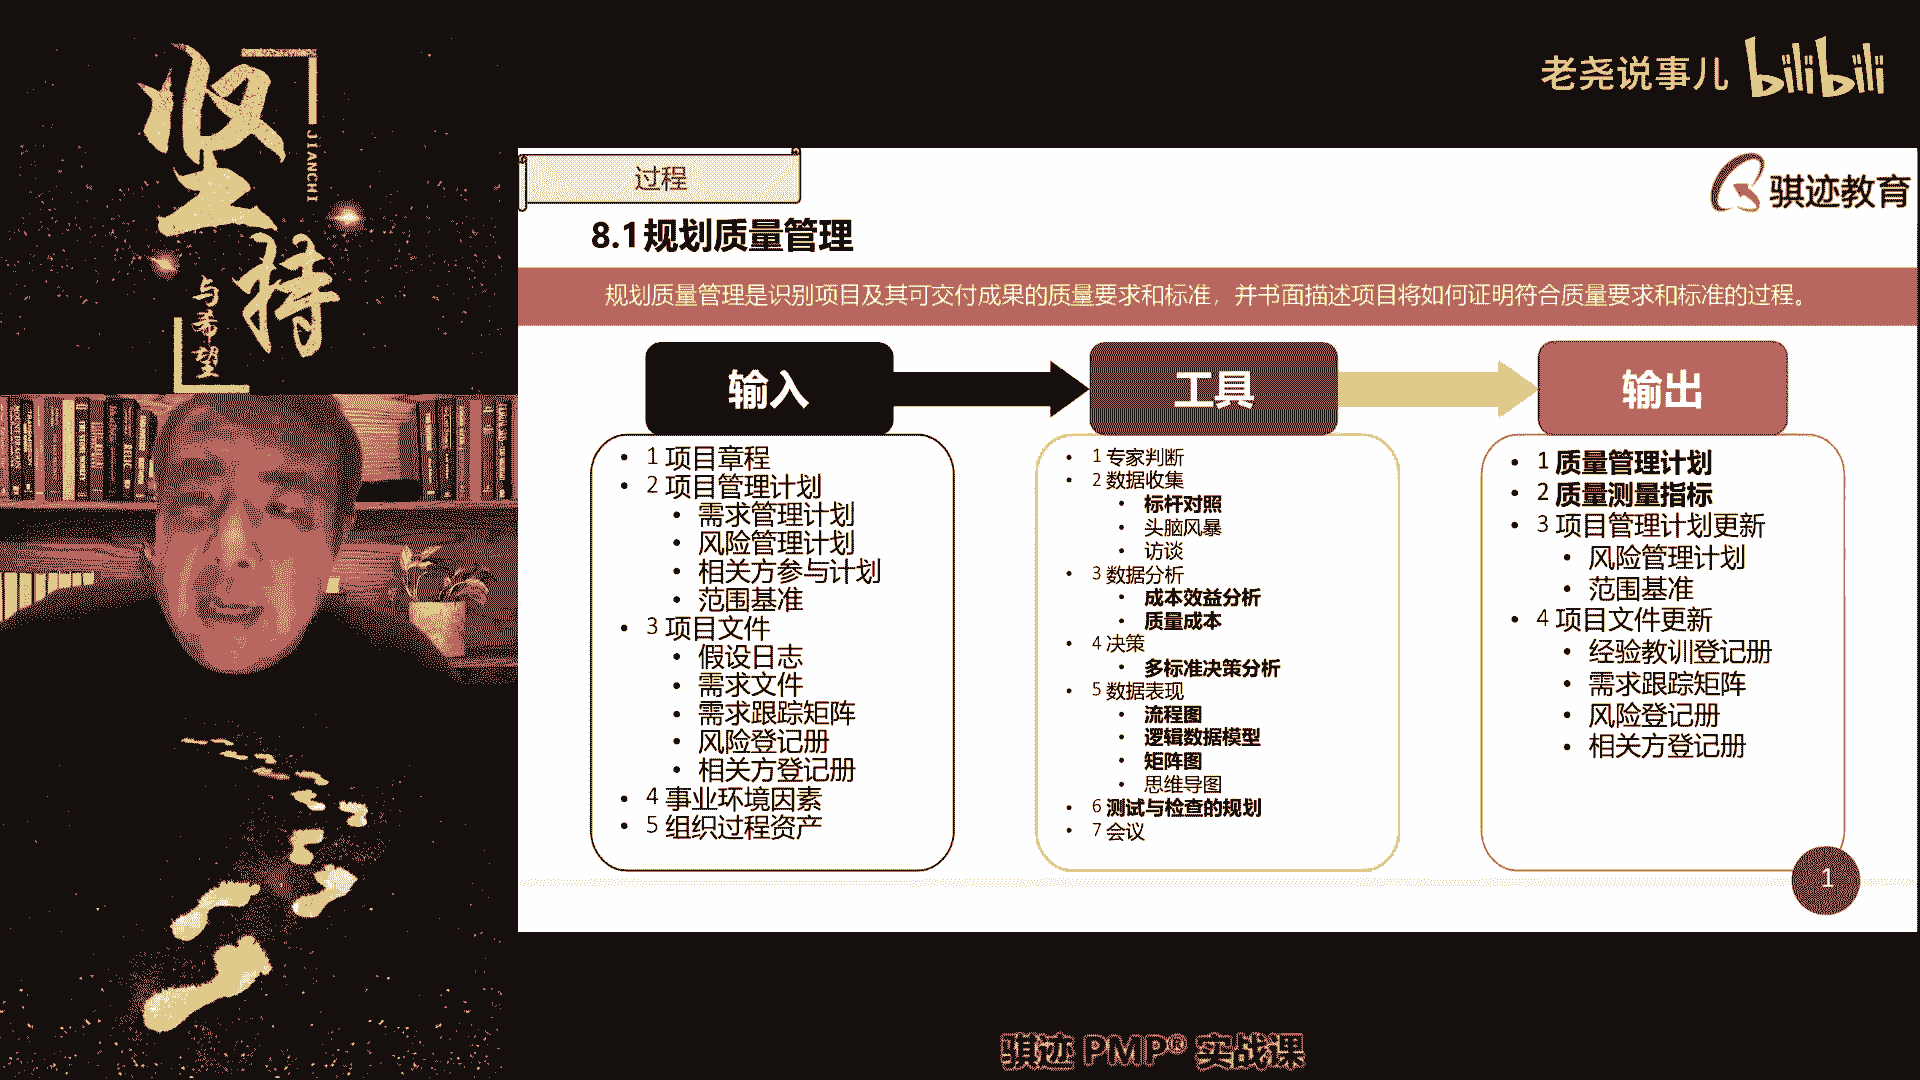 坚持
JIANCHI
与希望
老尧说事儿 bilibili
过程
骐迹教育
8.1规划质量管理
规划质量管理是识别项目及其可交付成果的质量要求和标准，并书面描述项目将如何证明符合质量要求和标准的过程。
输入
• 1 项目章程
• 2 项目管理计划
• 需求管理计划
• 风险管理计划
• 相关方参与计划
• 范围基准
• 3 项目文件
• 假设日志
• 需求文件
• 需求跟踪矩阵
• 风险登记册
• 相关方登记册
• 4 事业环境因素
• 5 组织过程资产
工具
• 1 专家判断
• 2 数据收集
• 标杆对照
• 头脑风暴
• 访谈
• 3 数据分析
• 成本效益分析
• 质量成本
• 4 决策
• 多标准决策分析
• 5 数据表现
• 流程图
• 逻辑数据模型
• 矩阵图
• 思维导图
• 6 测试与检查的规划
• 7 会议
输出
• 1 质量管理计划
• 2 质量测量指标
• 3 项目管理计划更新
• 风险管理计划
• 范围基准
• 4 项目文件更新
• 经验教训登记册
• 需求跟踪矩阵
• 风险登记册
• 相关方登记册
1
骐迹 PMP® 实战课